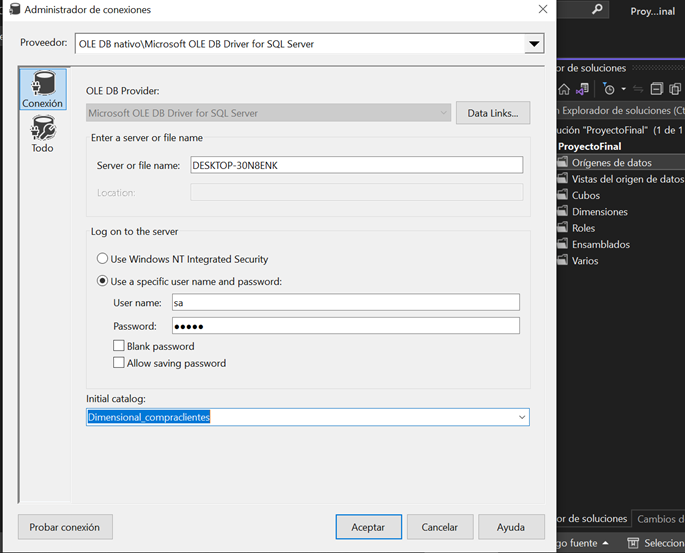 Administrador de conexiones
Proveedor: OLE DB nativo\Microsoft OLE DB Driver for SQL Server
Conexión
Todo
OLE DB Provider:
Microsoft OLE DB Driver for SQL Server
Data Links...
Enter a server or file name
Server or file name: DESKTOP-30N8ENK
Location:
Log on to the server
Use Windows NT Integrated Security
Use a specific user name and password:
User name: sa
Password: •••••
Blank password
Allow saving password
Initial catalog:
Dimensional_compraclientes
Probar conexión
Aceptar
Cancelar
Ayuda
Proy...inal
or de soluciones
Explorador de soluciones (Ct
ución "ProyectoFinal" (1 de 1
ProyectoFinal
Orígenes de datos
Vistas del origen de datos
Cubos
Dimensiones
Roles
Ensamblados
Varios
or de soluciones
Cambios d
go fuente
Seleccion